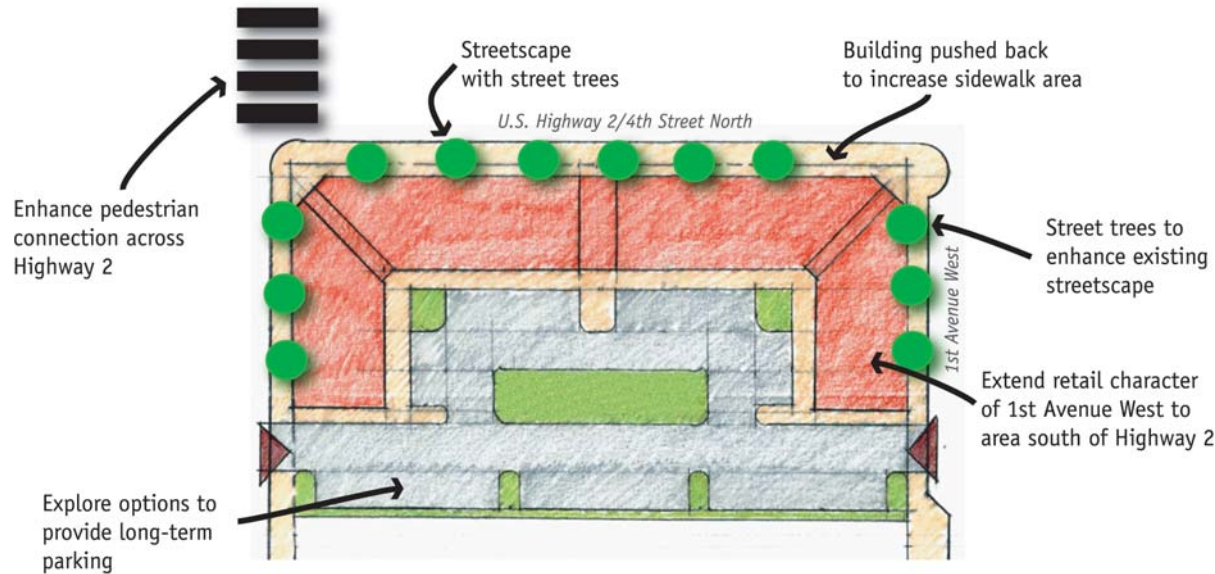 Streetscape
with street trees
Building pushed back
to increase sidewalk area
U.S. Highway 2/4th Street North
Enhance pedestrian
connection across
Highway 2
Street trees to
enhance existing
streetscape
1st Avenue West
Extend retail character
of 1st Avenue West to
area south of Highway 2
Explore options to
provide long-term
parking